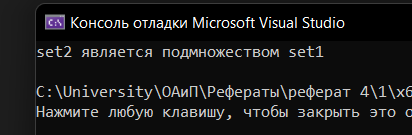 Консоль отладки Microsoft Visual Studio
set2 является подмножеством set1
C:\University\ОАиП\Рефераты\реферат 4\1\x6
Нажмите любую клавишу, чтобы закрыть это